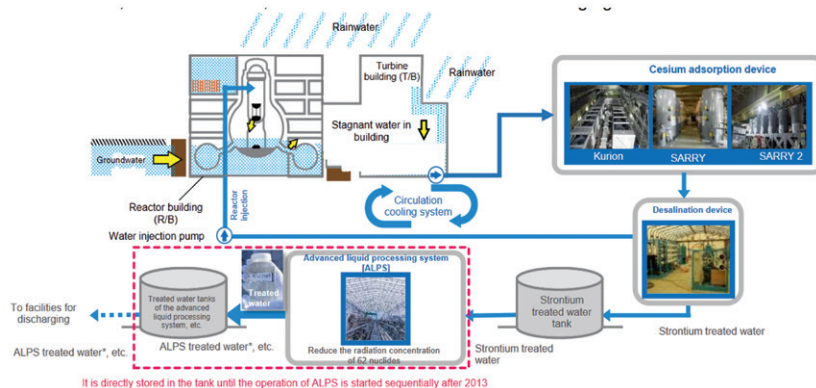 Rainwater
Turbine
building (T/B)
Rainwater
Stagnant water in
building
Groundwater
Cesium adsorption device
Kurion
SARRY
SARRY 2
Reactor building
(R/B)
Reactor
injection
Circulation
cooling system
Water injection pump
Desalination device
Advanced liquid processing system
[ALPS]
Treated water tanks
of the advanced
liquid processing
system, etc.
Treated
water
Strontium
treated water
tank
To facilities for
discharging
Strontium treated water
ALPS treated water*, etc.
ALPS treated water*, etc.
Reduce the radiation concentration
of 62 nuclides
Strontium treated
water
It is directly stored in the tank until the operation of ALPS is started sequentially after 2013